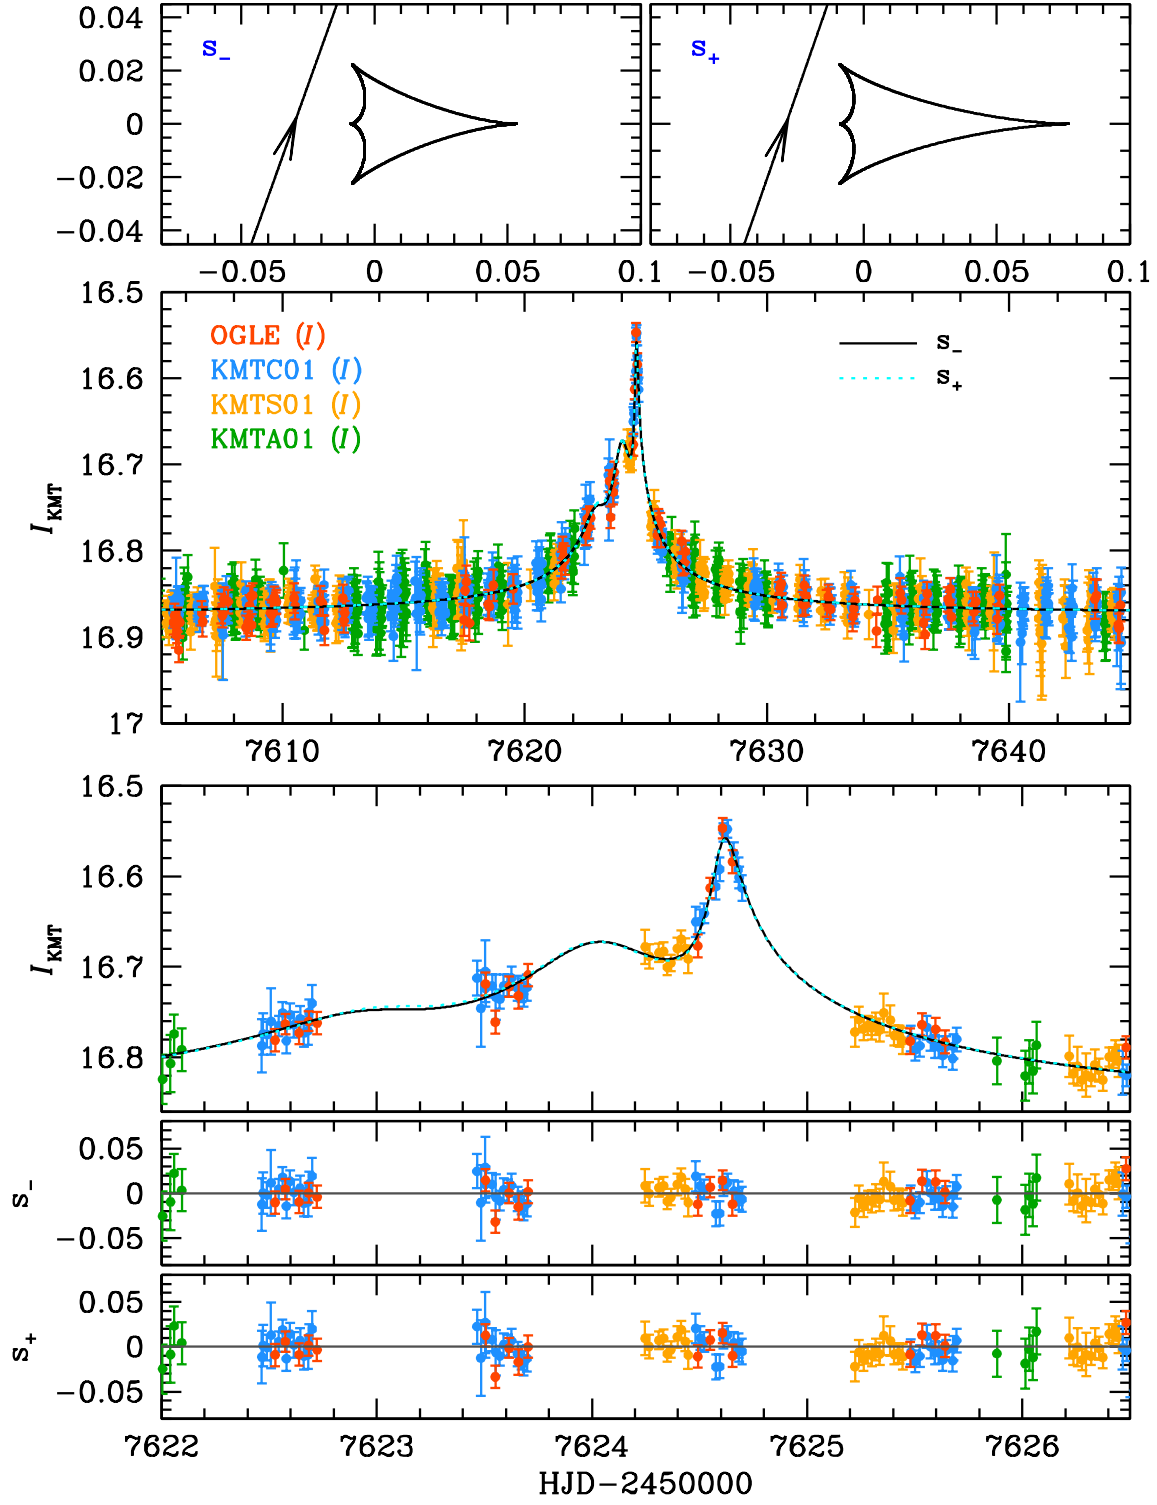 0.04
0.02
0
−0.02
−0.04
s₋
s₊
−0.05 0 0.05 0.1
−0.05 0 0.05 0.1
16.5
16.6
16.7
16.8
16.9
17
I_KMT
OGLE (I)
KMTC01 (I)
KMTS01 (I)
KMTA01 (I)
s₋
s₊
7610 7620 7630 7640
16.5
16.6
16.7
16.8
I_KMT
0.05
0
−0.05
s₋
0.05
0
−0.05
s₊
7622 7623 7624 7625 7626
HJD−2450000